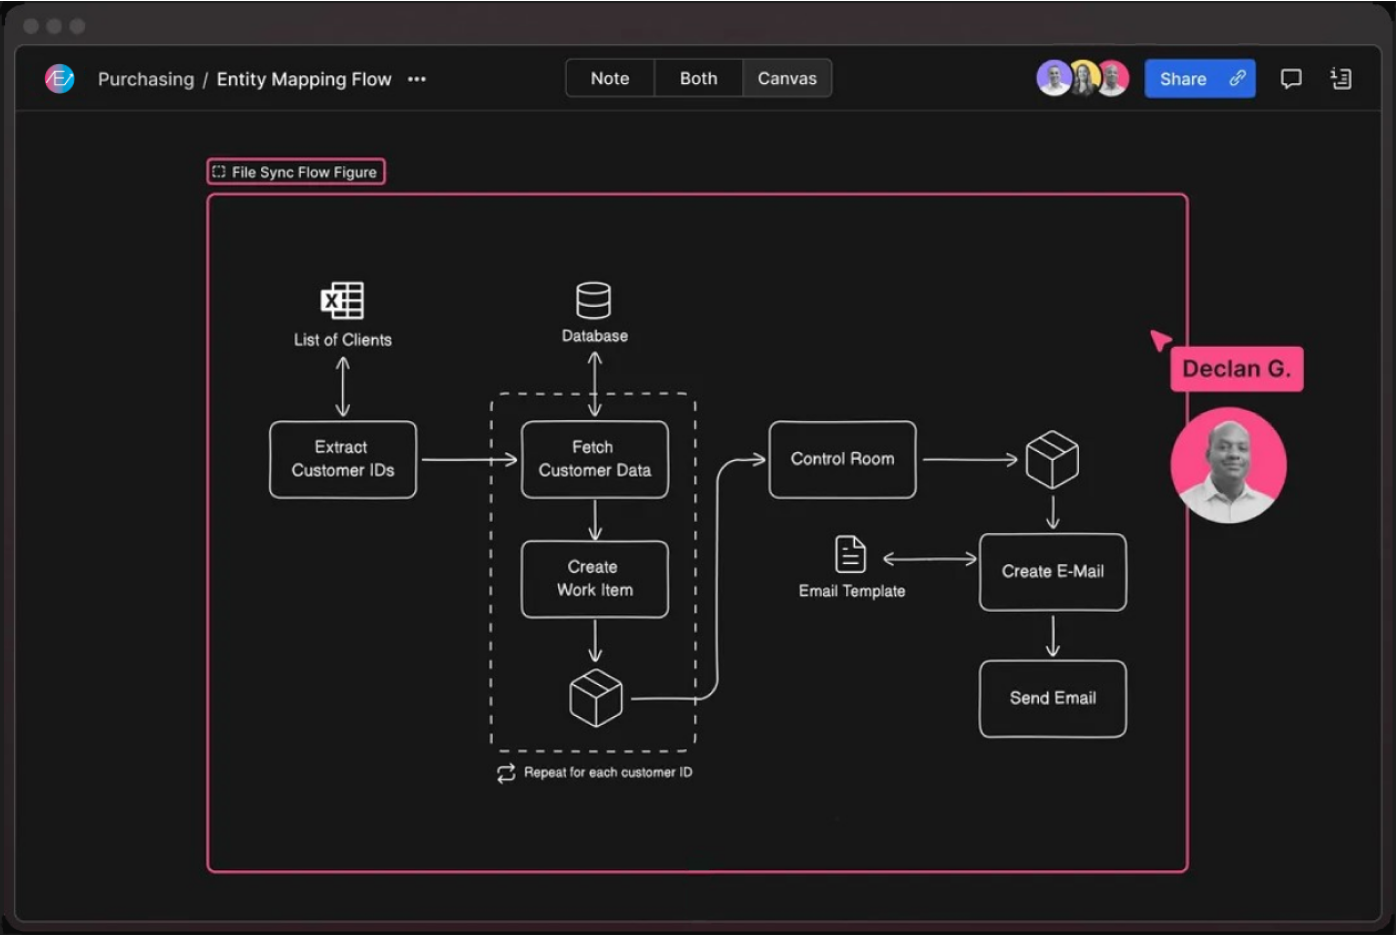 Purchasing / Entity Mapping Flow
Note
Both
Canvas
Share
File Sync Flow Figure
List of Clients
Database
Declan G.
Extract
Customer IDs
Fetch
Customer Data
Control Room
Create
Work Item
Email Template
Create E-Mail
Send Email
Repeat for each customer ID